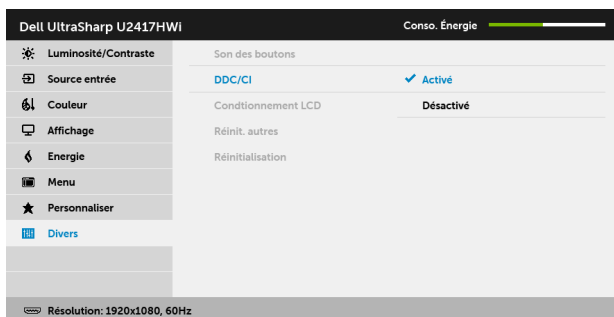 Dell UltraSharp U2417HWi
Conso. Énergie
Luminosité/Contraste
Son des boutons
Source entrée
DDC/CI
Activé
Couleur
Condtionnement LCD
Désactivé
Affichage
Réinit. autres
Energie
Réinitialisation
Menu
Personnaliser
Divers
Résolution: 1920x1080, 60Hz